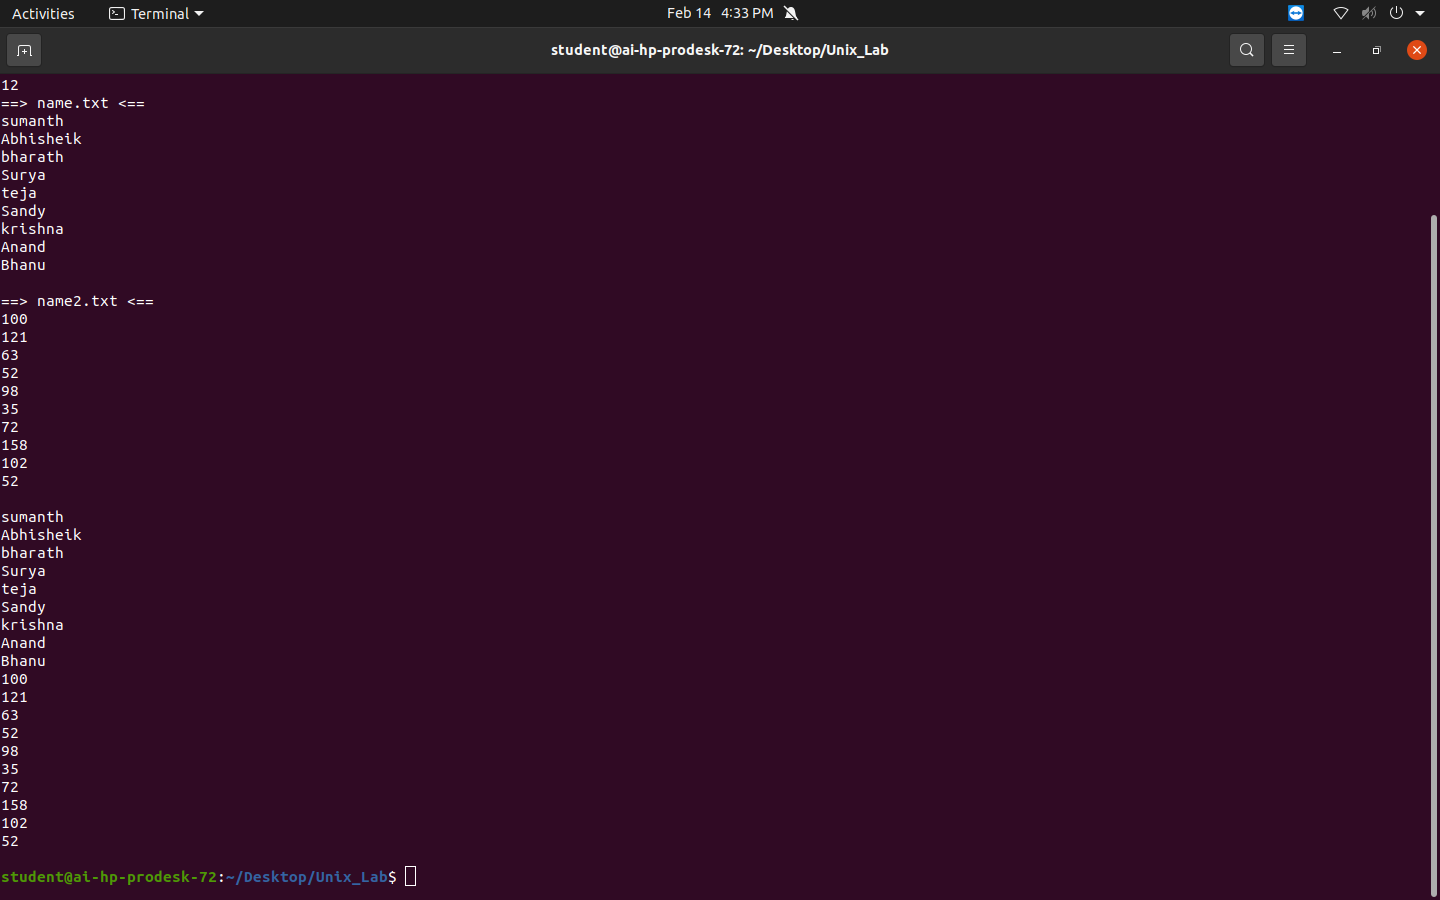 Activities Terminal Feb 14 4:33 PM
student@ai-hp-prodesk-72: ~/Desktop/Unix_Lab
12
==> name.txt <==
sumanth
Abhisheik
bharath
Surya
teja
Sandy
krishna
Anand
Bhanu
==> name2.txt <==
100
121
63
52
98
35
72
158
102
52
sumanth
Abhisheik
bharath
Surya
teja
Sandy
krishna
Anand
Bhanu
100
121
63
52
98
35
72
158
102
52
student@ai-hp-prodesk-72:~/Desktop/Unix_Lab$